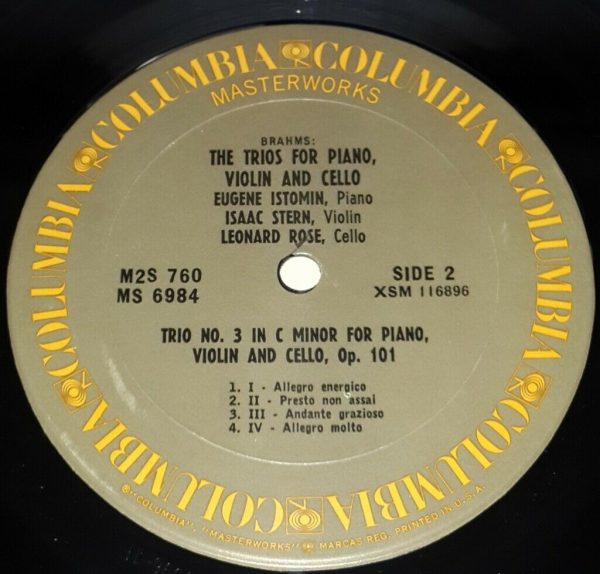 COLUMBIA COLUMBIA COLUMBIA COLUMBIA COLUMBIA COLUMBIA COLUMBIA COLUMBIA
MASTERWORKS
BRAHMS:
THE TRIOS FOR PIANO,
VIOLIN AND CELLO
EUGENE ISTOMIN, Piano
ISAAC STERN, Violin
LEONARD ROSE, Cello
M2S 760
MS 6984
SIDE 2
XSM 116896
TRIO NO. 3 IN C MINOR FOR PIANO,
VIOLIN AND CELLO, Op. 101
1. I - Allegro energico
2. II - Presto non assai
3. III - Andante grazioso
4. IV - Allegro molto
® "COLUMBIA", "MASTERWORKS" MARCAS REG. PRINTED IN U.S.A.